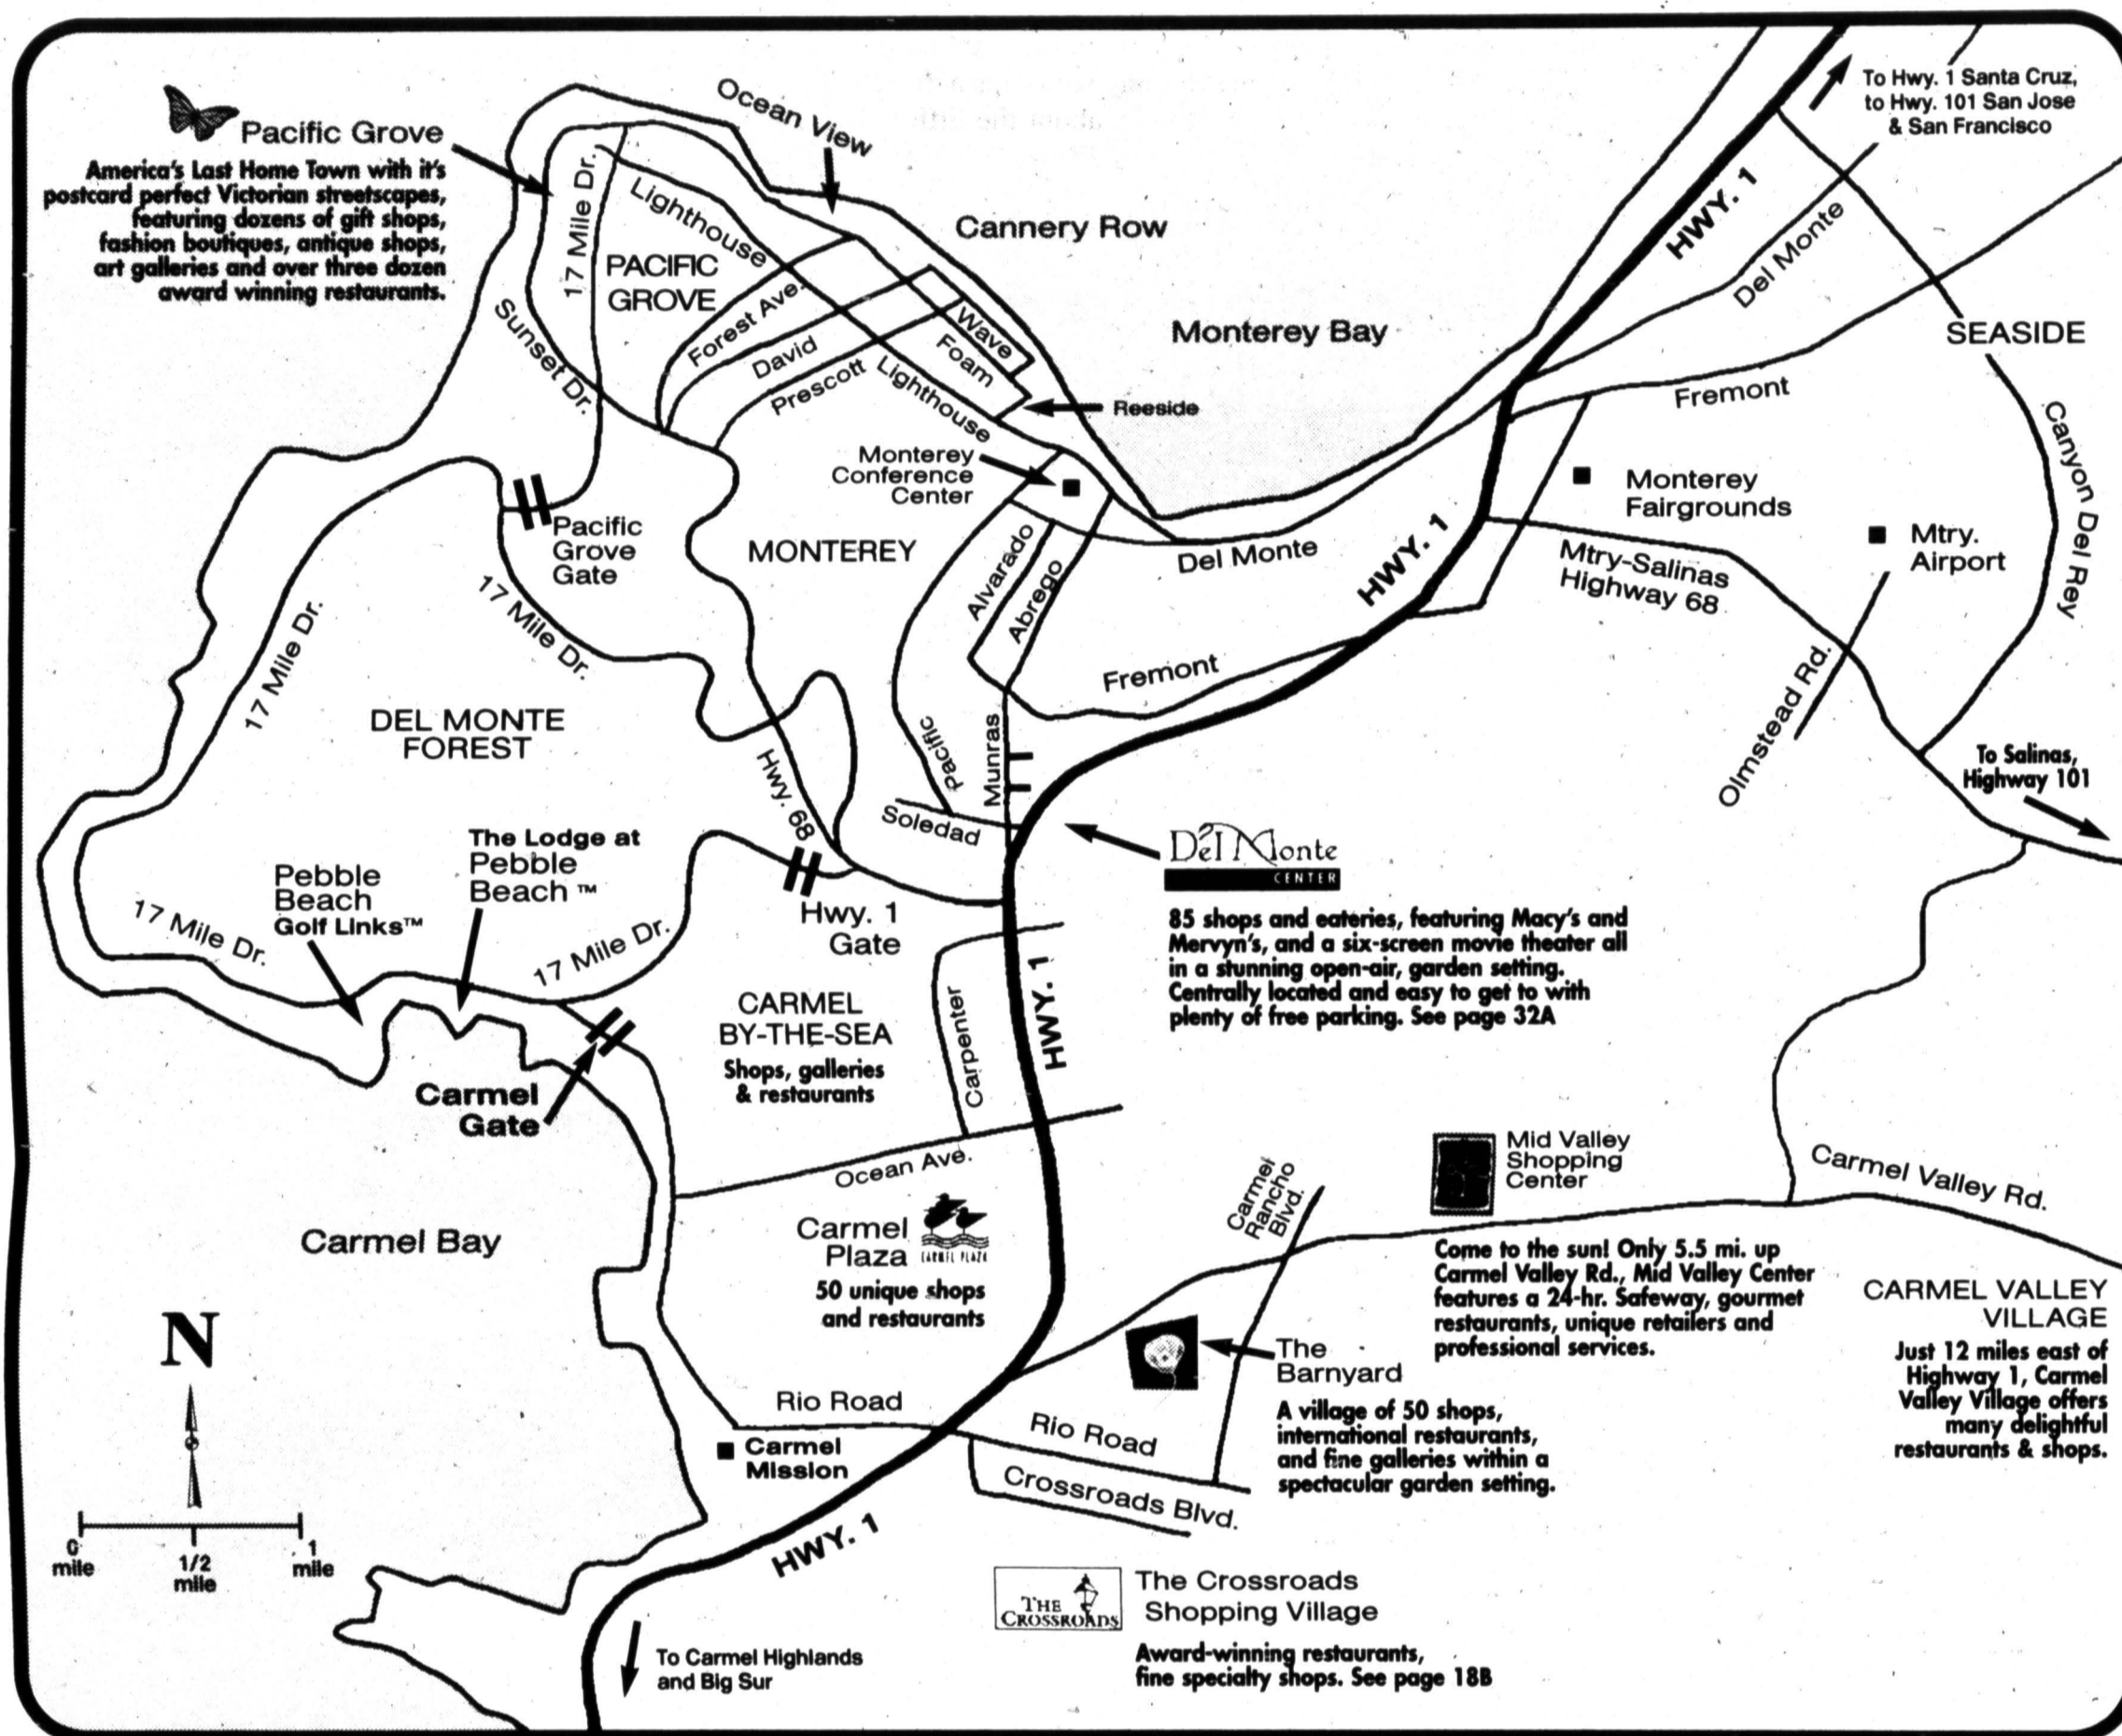 Pacific Grove
America's Last Home Town with it's
postcard perfect Victorian streetscapes,
featuring dozens of gift shops,
fashion boutiques, antique shops,
art galleries and over three dozen
award winning restaurants.
Ocean View
Cannery Row
Monterey Bay
To Hwy. 1 Santa Cruz,
to Hwy. 101 San Jose
& San Francisco
HWY. 1
Del Monte
SEASIDE
Fremont
Canyon Del Rey
17 Mile Dr.
Lighthouse
PACIFIC
GROVE
Sunset Dr.
Forest Ave.
David
Prescott
Lighthouse
Wave
Foam
Reeside
Monterey
Conference
Center
Monterey
Fairgrounds
Mtry.
Airport
Mtry-Salinas
Highway 68
Olmstead Rd.
To Salinas,
Highway 101
Pacific
Grove
Gate
MONTEREY
Alvarado
Abrego
Del Monte
HWY. 1
Fremont
17 Mile Dr.
17 Mile Dr.
DEL MONTE
FOREST
Hwy. 68
Pacific
Munras
Soledad
Del Monte
CENTER
85 shops and eateries, featuring Macy's and
Mervyn's, and a six-screen movie theater all
in a stunning open-air, garden setting.
Centrally located and easy to get to with
plenty of free parking. See page 32A
The Lodge at
Pebble
Beach ™
Pebble
Beach
Golf Links™
17 Mile Dr.
17 Mile Dr.
Hwy. 1
Gate
CARMEL
BY-THE-SEA
Shops, galleries
& restaurants
Carpenter
HWY. 1
Carmel
Gate
Ocean Ave.
Carmel
Plaza
CARMEL PLAZA
50 unique shops
and restaurants
Carmel Bay
Carmel
Rancho
Blvd.
Mid Valley
Shopping
Center
Carmel Valley Rd.
Come to the sun! Only 5.5 mi. up
Carmel Valley Rd., Mid Valley Center
features a 24-hr. Safeway, gourmet
restaurants, unique retailers and
professional services.
CARMEL VALLEY
VILLAGE
Just 12 miles east of
Highway 1, Carmel
Valley Village offers
many delightful
restaurants & shops.
The
Barnyard
A village of 50 shops,
international restaurants,
and fine galleries within a
spectacular garden setting.
Rio Road
Rio Road
Carmel
Mission
Crossroads Blvd.
HWY. 1
N
0
mile
1/2
mile
1
mile
THE
CROSSROADS
The Crossroads
Shopping Village
Award-winning restaurants,
fine specialty shops. See page 18B
To Carmel Highlands
and Big Sur